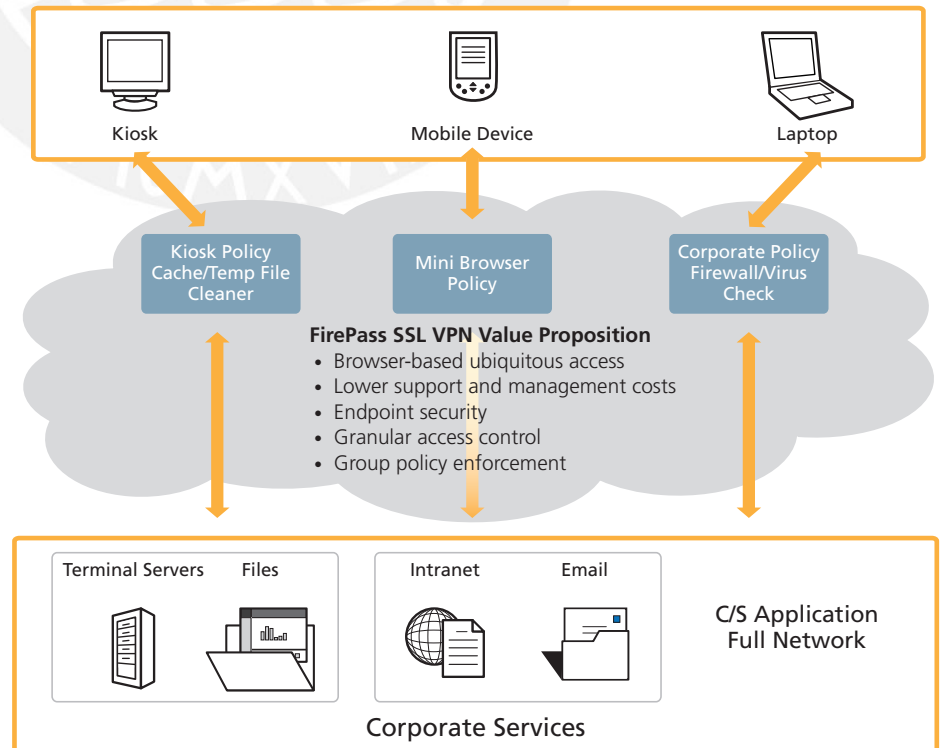 Kiosk
Mobile Device
Laptop
Kiosk Policy
Cache/Temp File
Cleaner
Mini Browser
Policy
Corporate Policy
Firewall/Virus
Check
FirePass SSL VPN Value Proposition
• Browser-based ubiquitous access
• Lower support and management costs
• Endpoint security
• Granular access control
• Group policy enforcement
Terminal Servers
Files
Intranet
Email
C/S Application
Full Network
Corporate Services